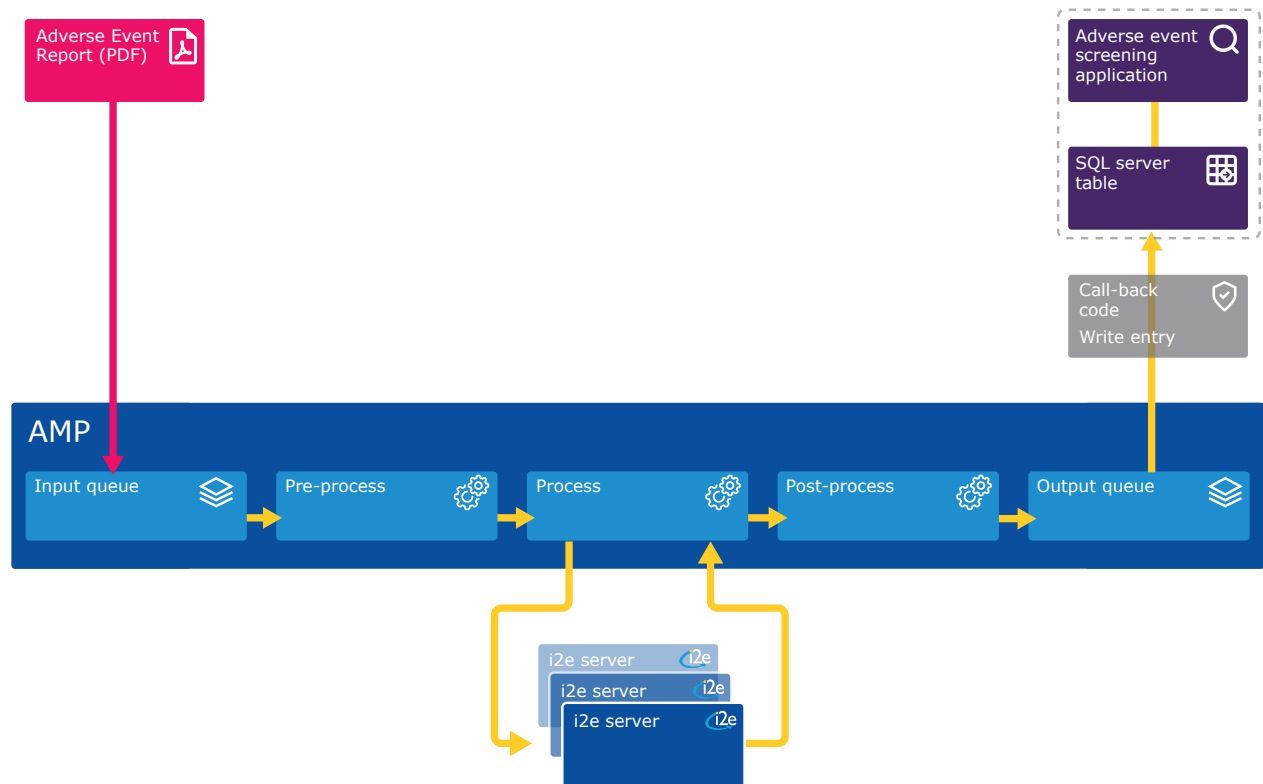 Adverse Event
Report (PDF)
Adverse event
screening
application
SQL server
table
Call-back
code
Write entry
AMP
Input queue
Pre-process
Process
Post-process
Output queue
i2e server
i2e
i2e server
i2e
i2e server
i2e